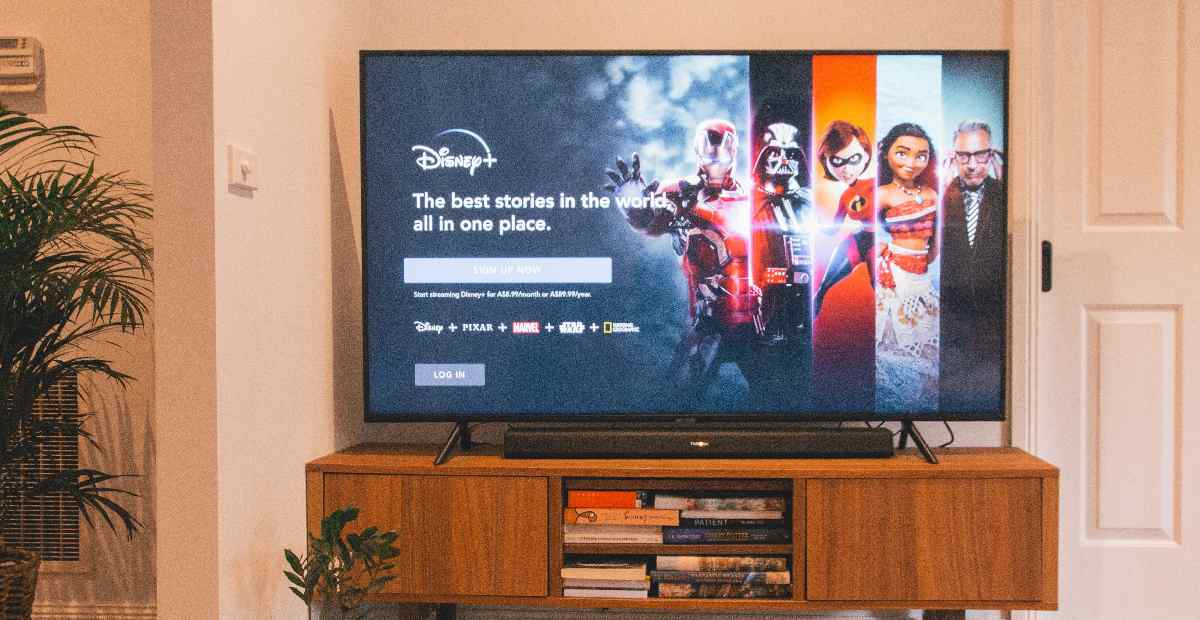 Disney+
The best stories in the world,
all in one place.
SIGN UP NOW
Start streaming Disney+ for A$8.99/month or A$89.99/year.
Disney + PIXAR + MARVEL + STAR WARS + NATIONAL GEOGRAPHIC
LOG IN
PATIENT